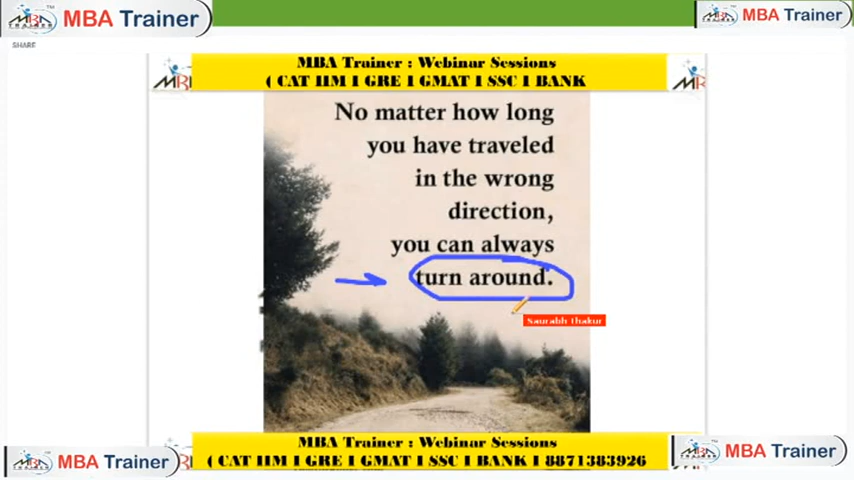 MBA Trainer
MBA Trainer
SHARE
MBA Trainer : Webinar Sessions
( CAT IIM I GRE I GMAT I SSC I BANK
No matter how long
you have traveled
in the wrong
direction,
you can always
turn around.
Saurabh Thakur
MBA Trainer : Webinar Sessions
( CAT IIM I GRE I GMAT I SSC I BANK I 8871383926
MBA Trainer
MBA Trainer